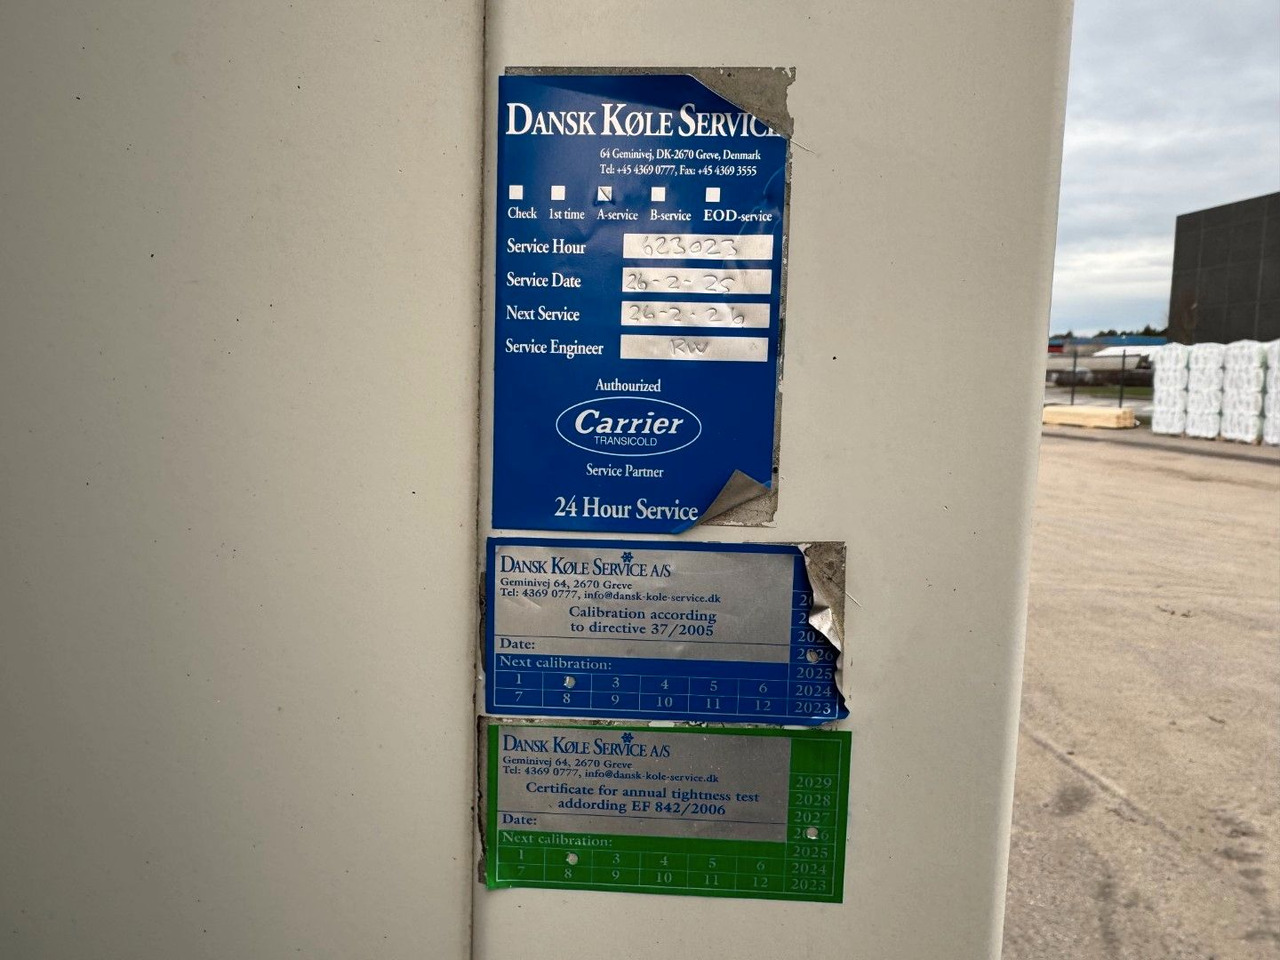 DANSK KØLE SERVICE
64 Geminivej, DK-2670 Greve, Denmark
Tel: +45 4369 0777, Fax: +45 4369 3555
Check 1st time A-service B-service EOD-service
Service Hour 623023
Service Date 26-2-25
Next Service 26-2-26
Service Engineer RW
Authourized
Carrier
TRANSICOLD
Service Partner
24 Hour Service
DANSK KØLE SERVICE A/S
Geminivej 64, 2670 Greve
Tel: 4369 0777, info@dansk-kole-service.dk
Calibration according
to directive 37/2005
Date:
Next calibration:
2025
1 3 4 5 6 2024
7 8 9 10 11 12 2023
DANSK KØLE SERVICE A/S
Geminivej 64, 2670 Greve
Tel: 4369 0777, info@dansk-kole-service.dk
Certificate for annual tightness test
addording EF 842/2006
2029
2028
2027
Date:
Next calibration:
2025
1 3 4 5 6 2024
7 8 9 10 11 12 2023